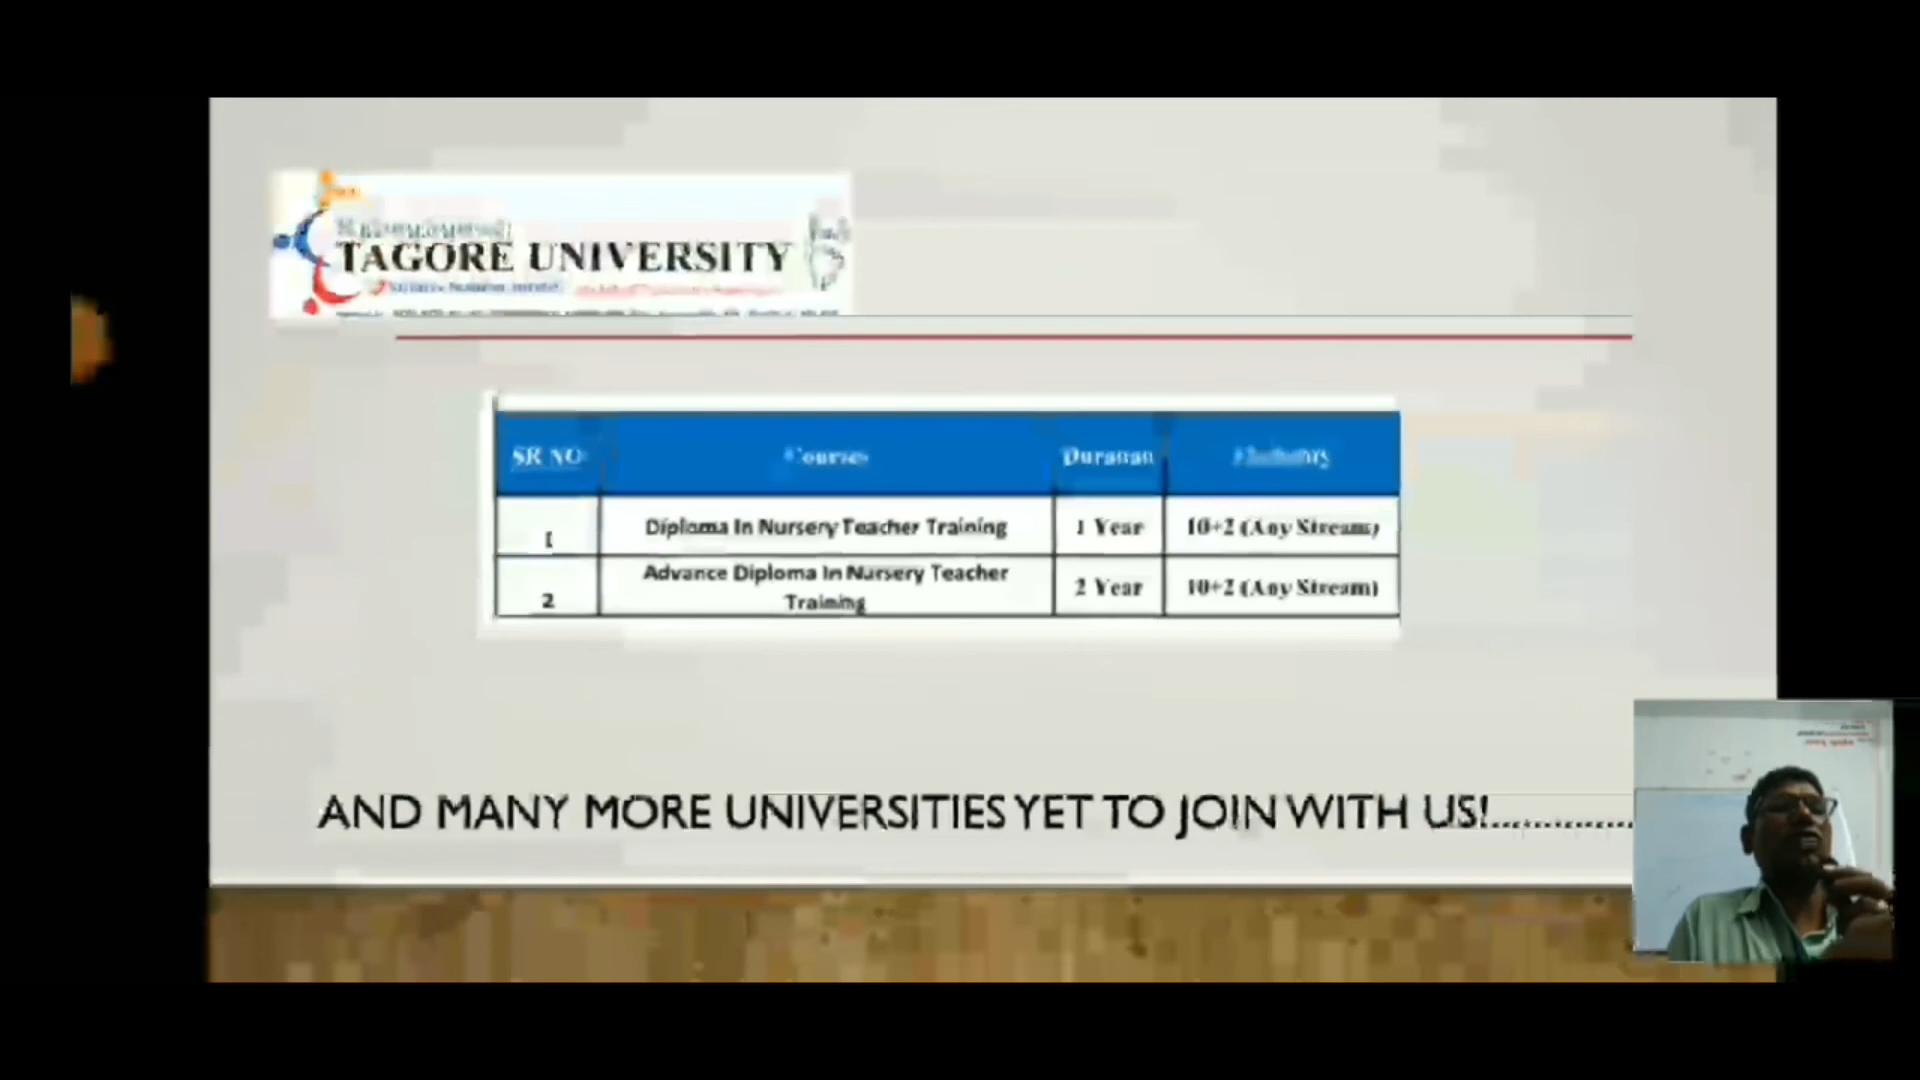 TAGORE UNIVERSITY
SR NO Courses Duration
1 Diploma In Nursery Teacher Training 1 Year 10+2 (Any Stream)
2 Advance Diploma In Nursery Teacher Training 2 Year 10+2 (Any Stream)
AND MANY MORE UNIVERSITIES YET TO JOIN WITH US!..............